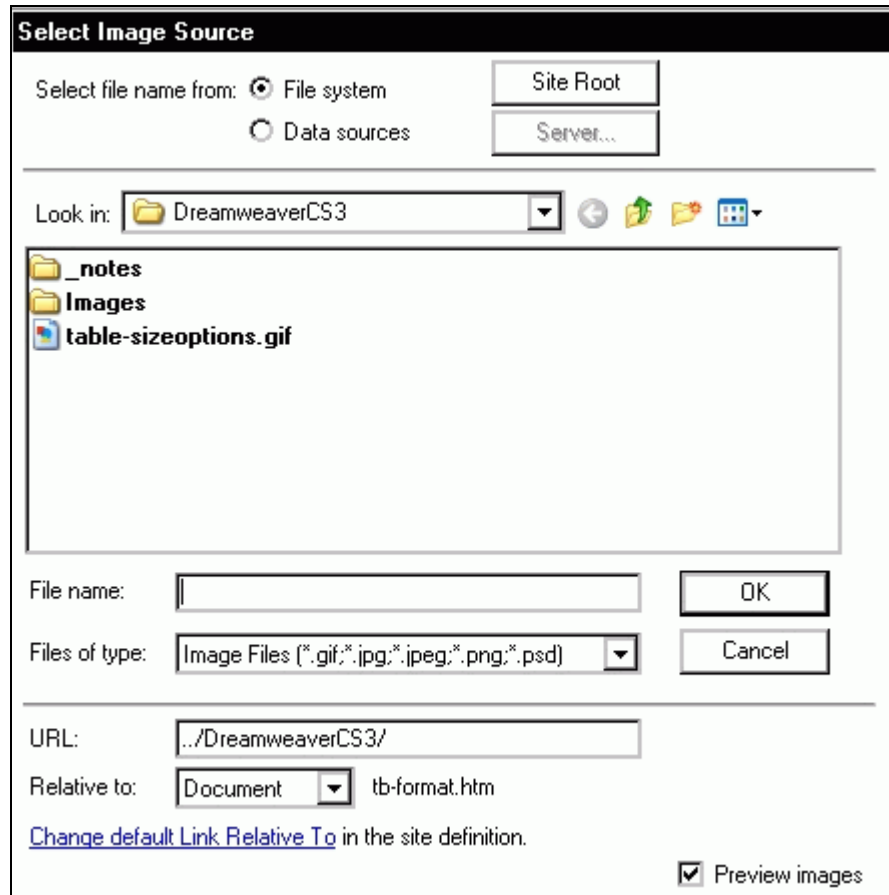 Select Image Source
Select file name from: File system Site Root
Data sources Server...
Look in: DreamweaverCS3
_notes
Images
table-sizeoptions.gif
File name: OK
Files of type: Image Files (*.gif;*.jpg;*.jpeg;*.png;*.psd) Cancel
URL: ../DreamweaverCS3/
Relative to: Document tb-format.htm
Change default Link Relative To in the site definition.
Preview images